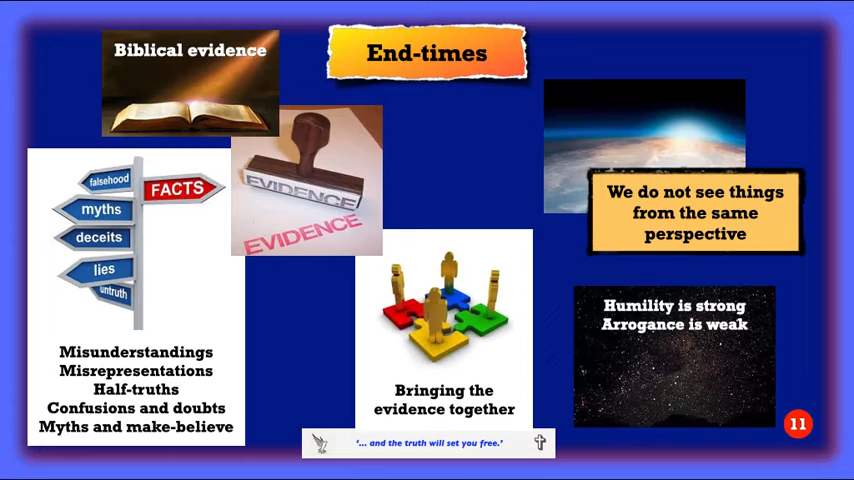 End-times
Biblical evidence
EVIDENCE
EVIDENCE
falsehood
FACTS
myths
deceits
lies
untruth
Misunderstandings
Misrepresentations
Half-truths
Confusions and doubts
Myths and make-believe
Bringing the
evidence together
We do not see things
from the same
perspective
Humility is strong
Arrogance is weak
'... and the truth will set you free.'
11